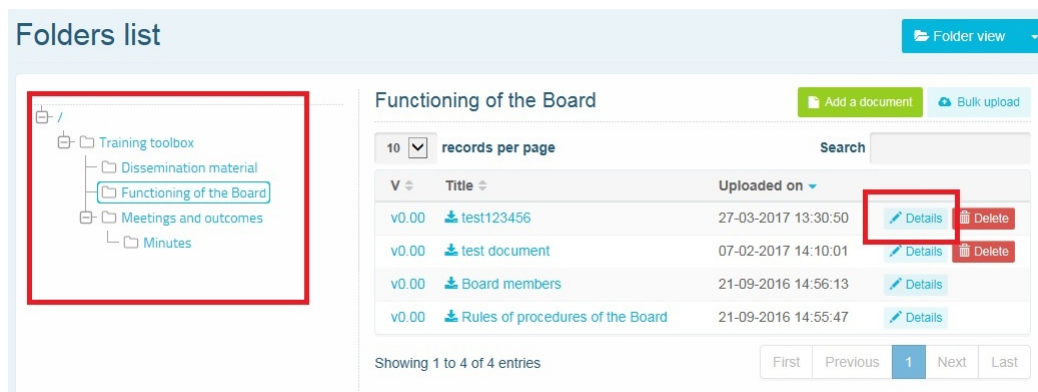 Folders list
Folder view
/
Training toolbox
Dissemination material
Functioning of the Board
Meetings and outcomes
Minutes
Functioning of the Board
Add a document
Bulk upload
10 records per page
Search
V Title Uploaded on
v0.00 test123456 27-03-2017 13:30:50 Details Delete
v0.00 test document 07-02-2017 14:10:01 Details Delete
v0.00 Board members 21-09-2016 14:56:13 Details
v0.00 Rules of procedures of the Board 21-09-2016 14:55:47 Details
Showing 1 to 4 of 4 entries
First Previous 1 Next Last